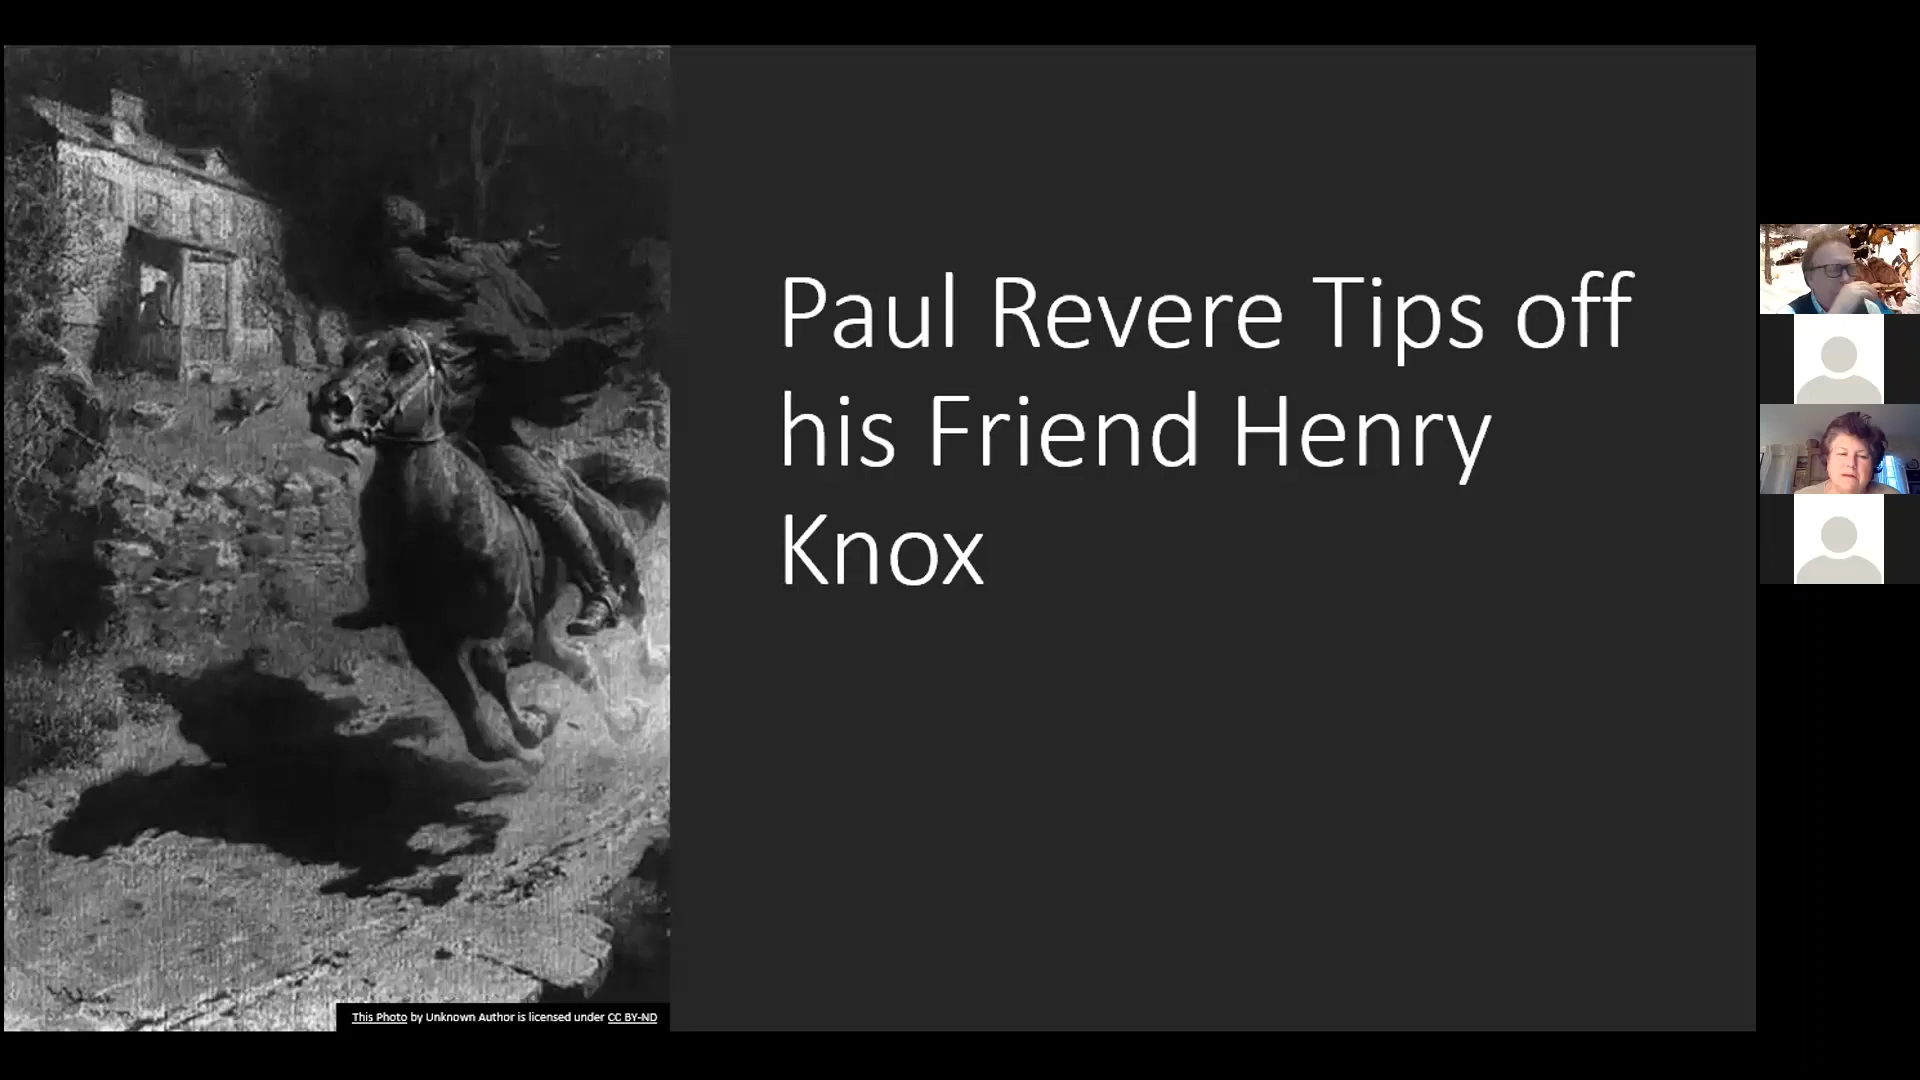 Paul Revere Tips off
his Friend Henry
Knox
This Photo by Unknown Author is licensed under CC BY-ND